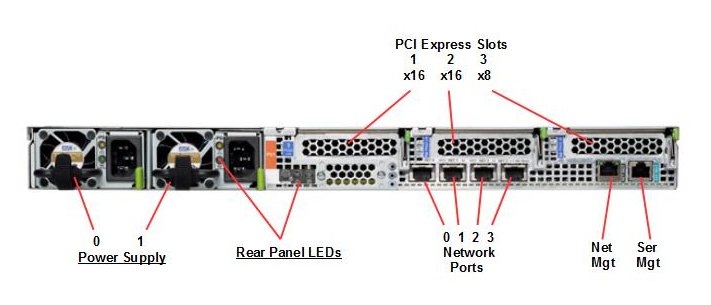 PCI Express Slots
1 2 3
x16 x16 x8
0 1
Power Supply
Rear Panel LEDs
0 1 2 3
Network
Ports
Net
Mgt
Ser
Mgt